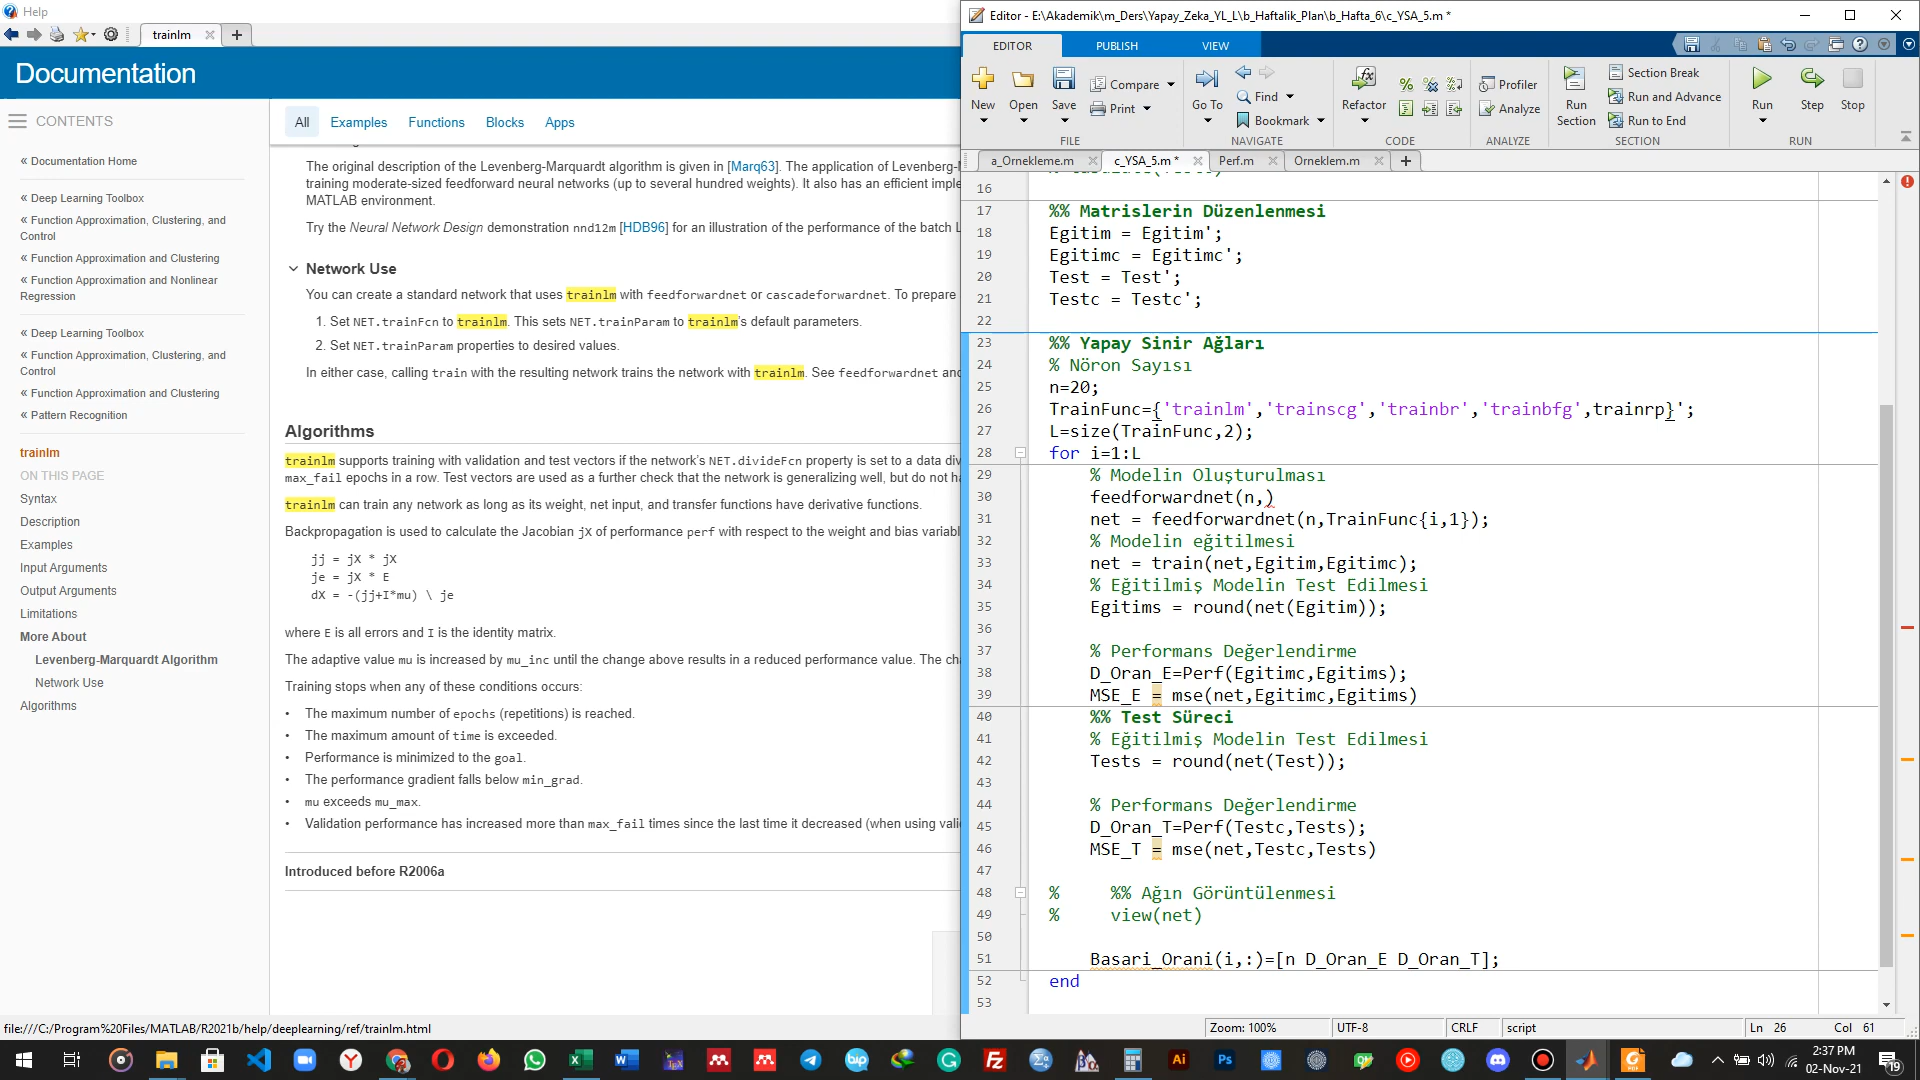 Help
trainlm
Documentation
CONTENTS
« Documentation Home
« Deep Learning Toolbox
« Function Approximation, Clustering, and
Control
« Function Approximation and Clustering
« Function Approximation and Nonlinear
Regression
« Deep Learning Toolbox
« Function Approximation, Clustering, and
Control
« Function Approximation and Clustering
« Pattern Recognition
trainlm
ON THIS PAGE
Syntax
Description
Examples
Input Arguments
Output Arguments
Limitations
More About
Levenberg-Marquardt Algorithm
Network Use
Algorithms
All Examples Functions Blocks Apps
The original description of the Levenberg-Marquardt algorithm is given in [Marq63]. The application of Levenberg-M
training moderate-sized feedforward neural networks (up to several hundred weights). It also has an efficient imple
MATLAB environment.
Try the Neural Network Design demonstration nnd12m [HDB96] for an illustration of the performance of the batch L
Network Use
You can create a standard network that uses trainlm with feedforwardnet or cascadeforwardnet. To prepare
1. Set NET.trainFcn to trainlm. This sets NET.trainParam to trainlm's default parameters.
2. Set NET.trainParam properties to desired values.
In either case, calling train with the resulting network trains the network with trainlm. See feedforwardnet and
Algorithms
trainlm supports training with validation and test vectors if the network's NET.divideFcn property is set to a data div
max_fail epochs in a row. Test vectors are used as a further check that the network is generalizing well, but do not ha
trainlm can train any network as long as its weight, net input, and transfer functions have derivative functions.
Backpropagation is used to calculate the Jacobian jX of performance perf with respect to the weight and bias variabl
jj = jX * jX
je = jX * E
dX = -(jj+I*mu) \ je
where E is all errors and I is the identity matrix.
The adaptive value mu is increased by mu_inc until the change above results in a reduced performance value. The cha
Training stops when any of these conditions occurs:
• The maximum number of epochs (repetitions) is reached.
• The maximum amount of time is exceeded.
• Performance is minimized to the goal.
• The performance gradient falls below min_grad.
• mu exceeds mu_max.
• Validation performance has increased more than max_fail times since the last time it decreased (when using vali
Introduced before R2006a
file:///C:/Program%20Files/MATLAB/R2021b/help/deeplearning/ref/trainlm.html
Editor - E:\Akademik\m_Ders\Yapay_Zeka_YL_L\b_Haftalik_Plan\b_Hafta_6\c_YSA_5.m *
EDITOR PUBLISH VIEW
New Open Save Compare Print
FILE
Go To Find Bookmark
NAVIGATE
Refactor
CODE
Profiler
Analyze
ANALYZE
Run
Section
Section Break
Run and Advance
Run to End
SECTION
Run Step Stop
RUN
a_Ornekleme.m c_YSA_5.m * Perf.m Orneklem.m
16
17 %% Matrislerin Düzenlenmesi
18 Egitim = Egitim';
19 Egitimc = Egitimc';
20 Test = Test';
21 Testc = Testc';
22
23 %% Yapay Sinir Ağları
24 % Nöron Sayısı
25 n=20;
26 TrainFunc={'trainlm','trainscg','trainbr','trainbfg',trainrp}';
27 L=size(TrainFunc,2);
28 for i=1:L
29 % Modelin Oluşturulması
30 feedforwardnet(n,)
31 net = feedforwardnet(n,TrainFunc{i,1});
32 % Modelin eğitilmesi
33 net = train(net,Egitim,Egitimc);
34 % Eğitilmiş Modelin Test Edilmesi
35 Egitims = round(net(Egitim));
36
37 % Performans Değerlendirme
38 D_Oran_E=Perf(Egitimc,Egitims);
39 MSE_E = mse(net,Egitimc,Egitims)
40 %% Test Süreci
41 % Eğitilmiş Modelin Test Edilmesi
42 Tests = round(net(Test));
43
44 % Performans Değerlendirme
45 D_Oran_T=Perf(Testc,Tests);
46 MSE_T = mse(net,Testc,Tests)
47
48 % %% Ağın Görüntülenmesi
49 % view(net)
50
51 Basari_Orani(i,:)=[n D_Oran_E D_Oran_T];
52 end
53
Zoom: 100% UTF-8 CRLF script Ln 26 Col 61
2:37 PM
02-Nov-21
19